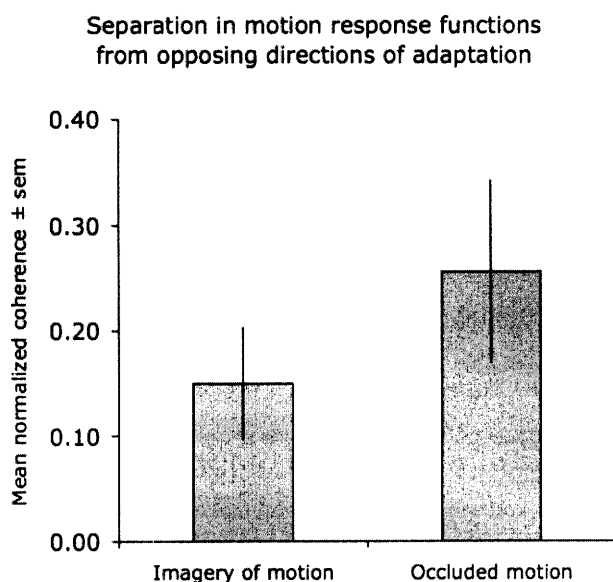 Separation in motion response functions
from opposing directions of adaptation
Mean normalized coherence ± sem
0.40
0.30
0.20
0.10
0.00
Imagery of motion
Occluded motion